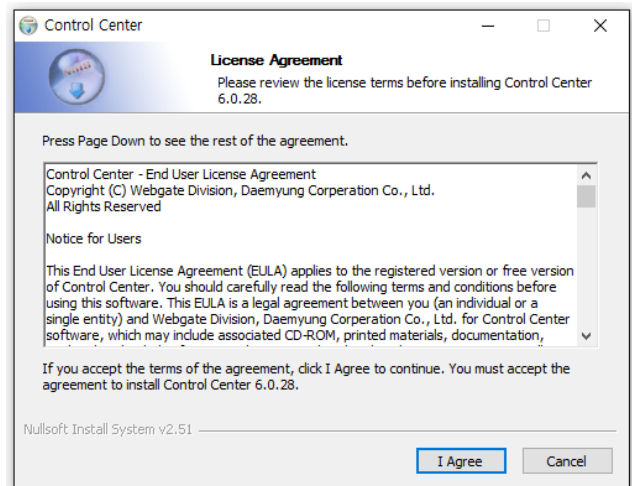 Control Center
License Agreement
Please review the license terms before installing Control Center
6.0.28.
Press Page Down to see the rest of the agreement.
Control Center - End User License Agreement
Copyright (C) Webgate Division, Daemyung Corperation Co., Ltd.
All Rights Reserved
Notice for Users
This End User License Agreement (EULA) applies to the registered version or free version
of Control Center. You should carefully read the following terms and conditions before
using this software. This EULA is a legal agreement between you (an individual or a
single entity) and Webgate Division, Daemyung Corperation Co., Ltd. for Control Center
software, which may include associated CD-ROM, printed materials, documentation,
If you accept the terms of the agreement, click I Agree to continue. You must accept the
agreement to install Control Center 6.0.28.
Nullsoft Install System v2.51
I Agree
Cancel